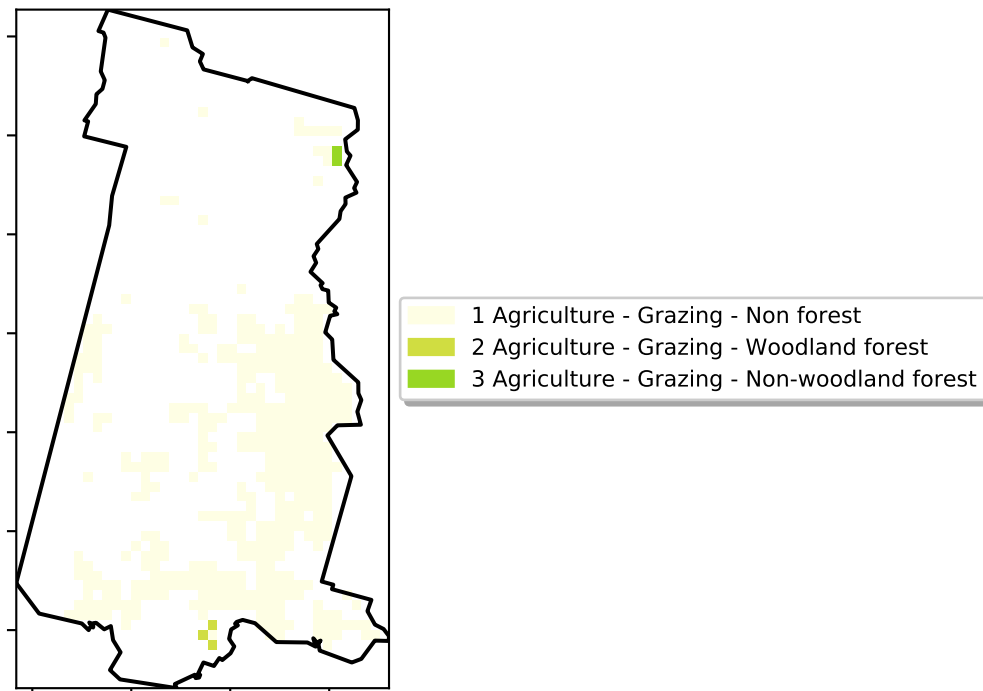 1 Agriculture - Grazing - Non forest
2 Agriculture - Grazing - Woodland forest
3 Agriculture - Grazing - Non-woodland forest